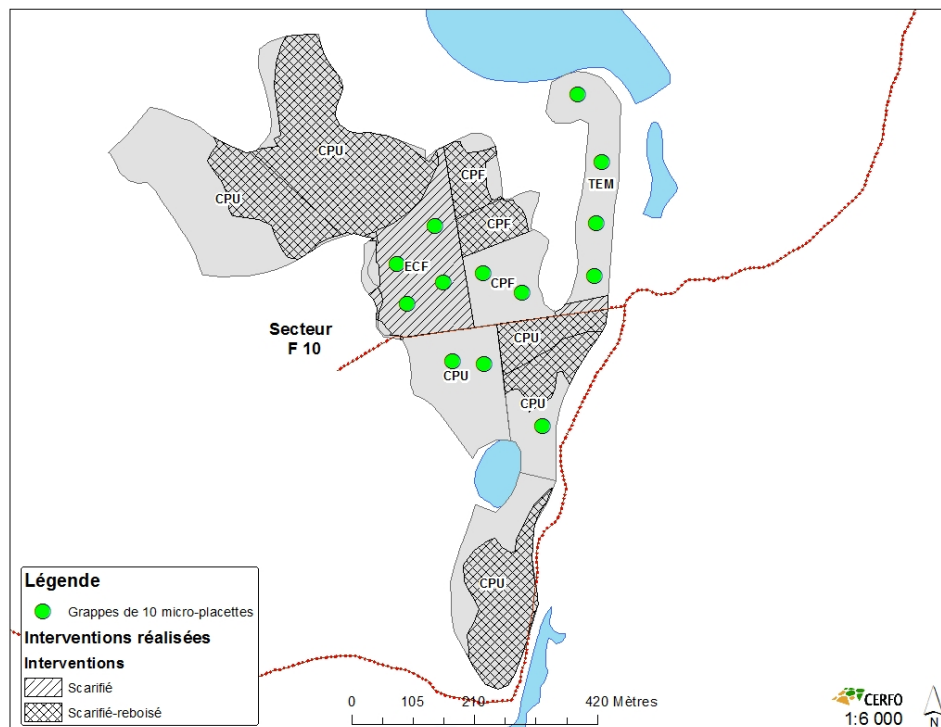 CPU
CPU
CPF
TEM
CPF
ECF
CPF
Secteur
F 10
CPU
CPU
CPU
CPU
Légende
Grappes de 10 micro-placettes
Interventions réalisées
Interventions
Scarifié
Scarifié-reboisé
0 105 210 420 Mètres
CERFO
1:6 000
N